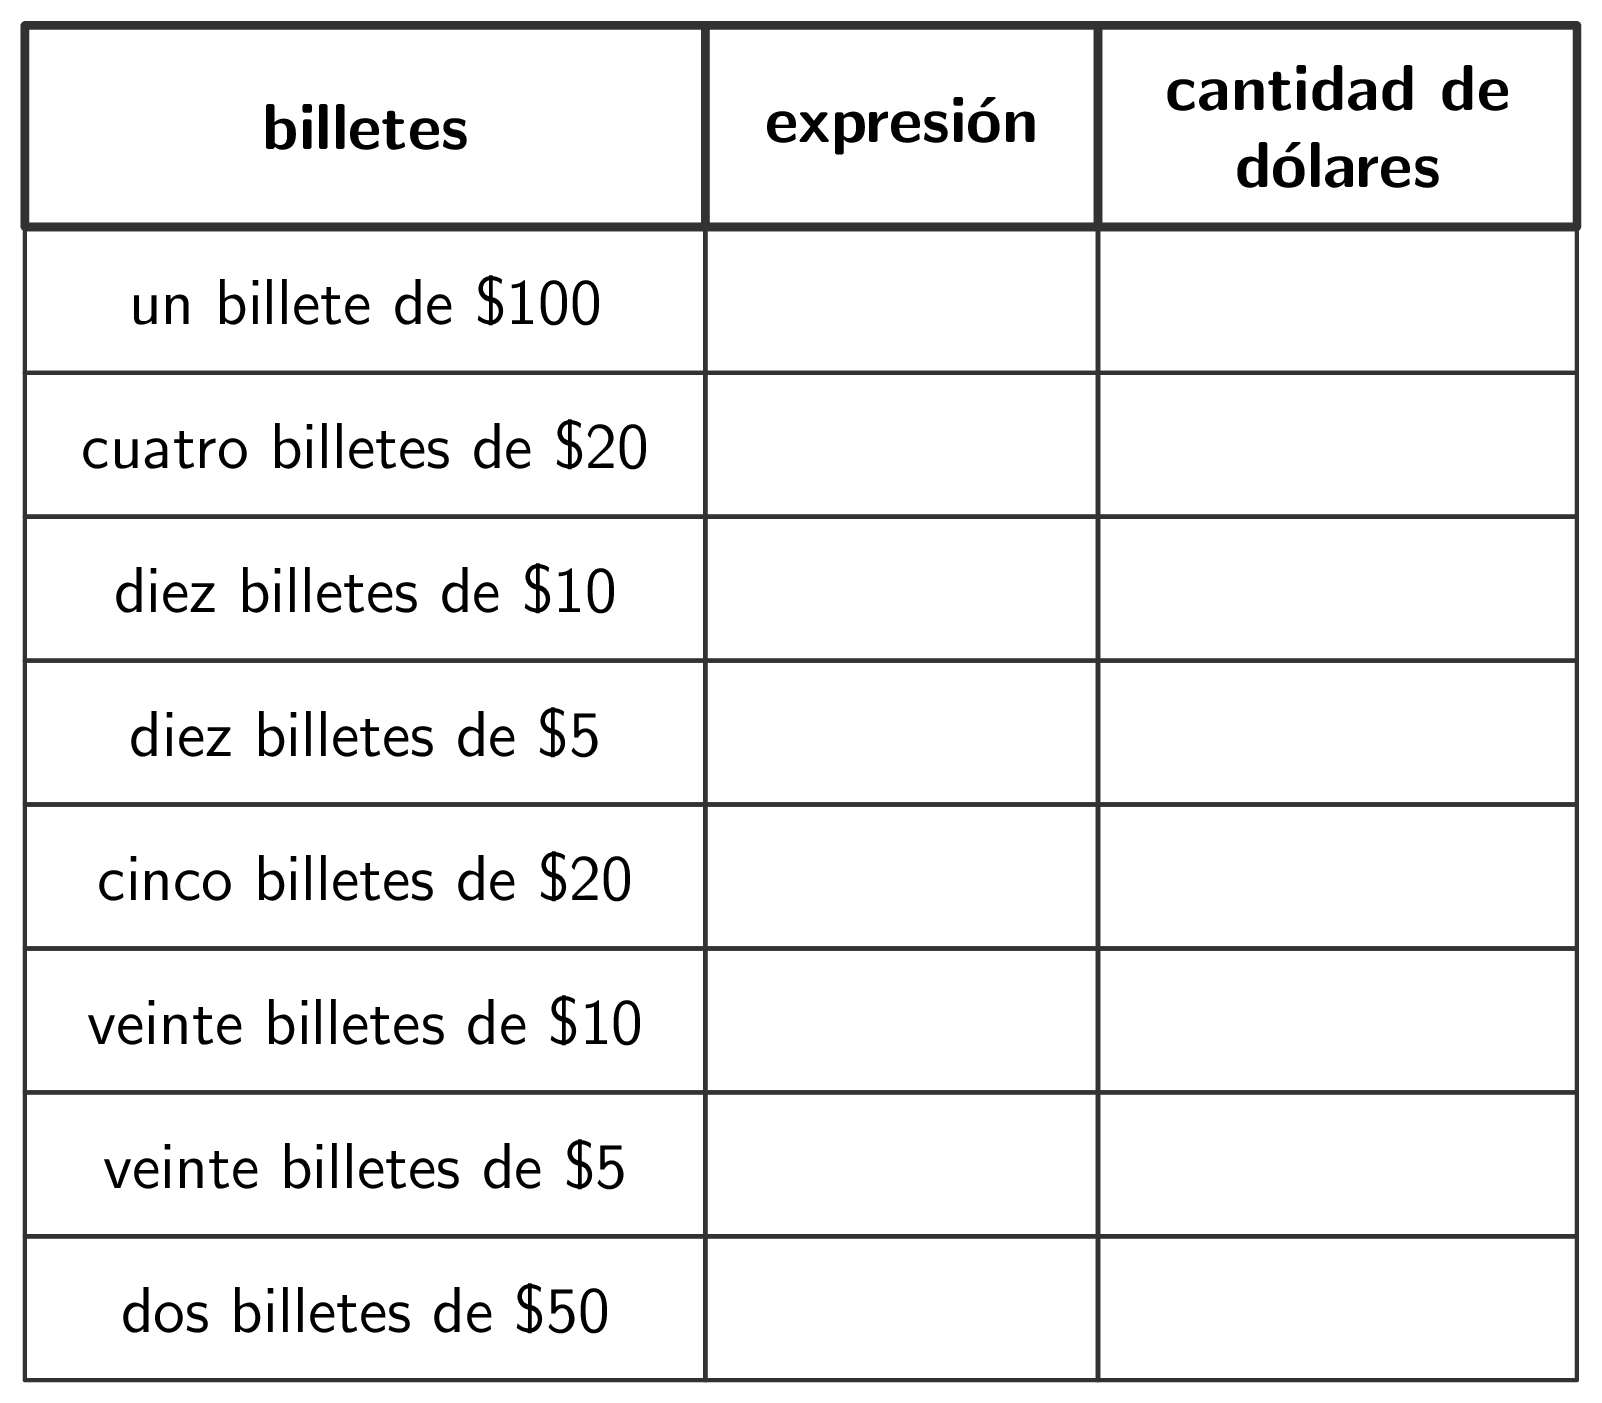 billetes
expresión
cantidad de
dólares
un billete de $100
cuatro billetes de $20
diez billetes de $10
diez billetes de $5
cinco billetes de $20
veinte billetes de $10
veinte billetes de $5
dos billetes de $50